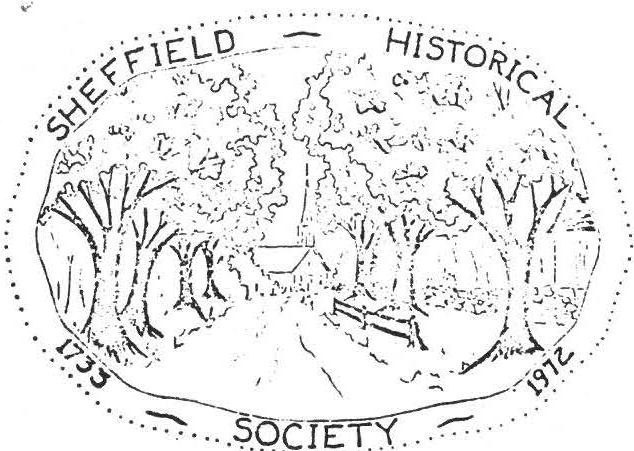 SHEFFIELD – HISTORICAL
1733
1972
– SOCIETY –